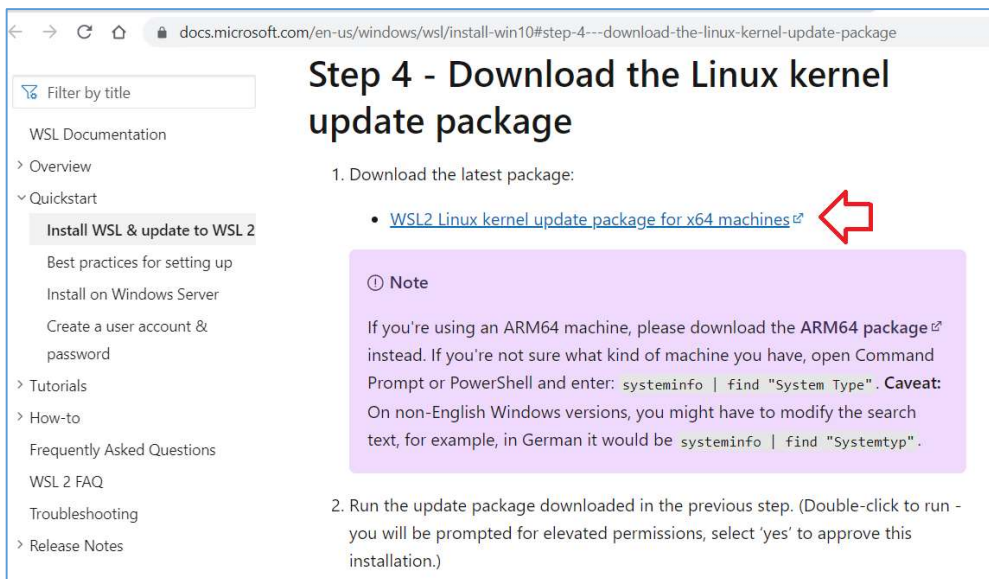 docs.microsoft.com/en-us/windows/wsl/install-win10#step-4---download-the-linux-kernel-update-package
Filter by title
WSL Documentation
Overview
Quickstart
Install WSL & update to WSL 2
Best practices for setting up
Install on Windows Server
Create a user account &
password
Tutorials
How-to
Frequently Asked Questions
WSL 2 FAQ
Troubleshooting
Release Notes
Step 4 - Download the Linux kernel
update package
1. Download the latest package:
• WSL2 Linux kernel update package for x64 machines
Note
If you're using an ARM64 machine, please download the ARM64 package
instead. If you're not sure what kind of machine you have, open Command
Prompt or PowerShell and enter: systeminfo | find "System Type". Caveat:
On non-English Windows versions, you might have to modify the search
text, for example, in German it would be systeminfo | find "Systemtyp".
2. Run the update package downloaded in the previous step. (Double-click to run -
you will be prompted for elevated permissions, select ‘yes’ to approve this
installation.)